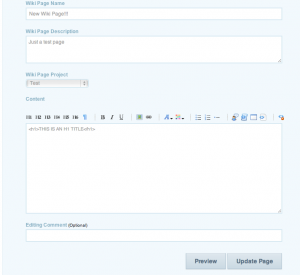 Wiki Page Name
New Wiki Page!!!
Wiki Page Description
Just a test page
Wiki Page Project
Test
Content
H1 H2 H3 H4 H5 H6 ¶ B I U
<h1>THIS IS AN H1 TITLE</h1>
Editing Comment (Optional)
Preview Update Page